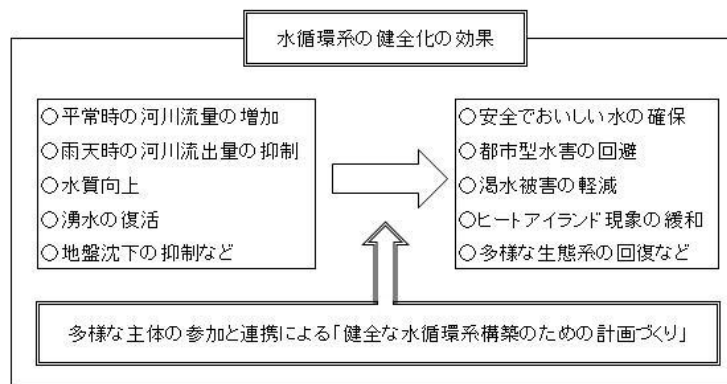 水循環系の健全化の効果
○平常時の河川流量の増加
○雨天時の河川流出量の抑制
○水質向上
○湧水の復活
○地盤沈下の抑制など
○安全でおいしい水の確保
○都市型水害の回避
○渇水被害の軽減
○ヒートアイランド現象の緩和
○多様な生態系の回復など
多様な主体の参加と連携による「健全な水循環系構築のための計画づくり」